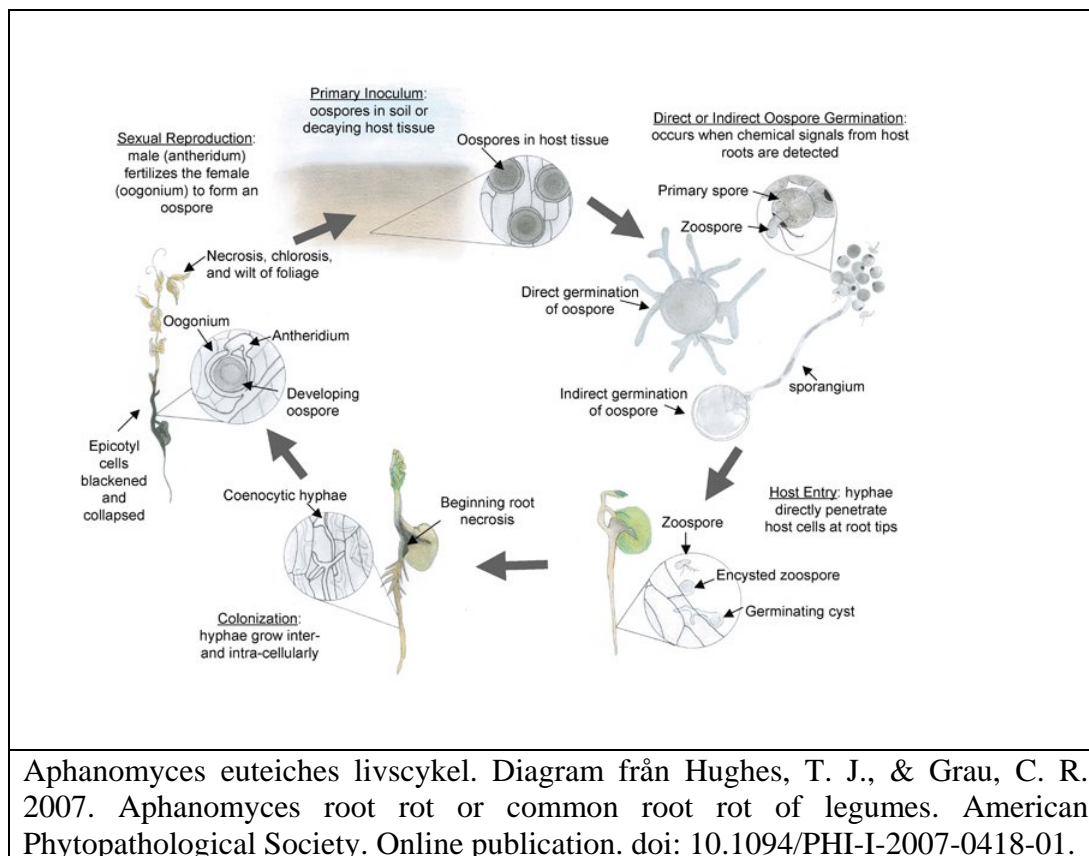 Primary Inoculum:
oospores in soil or
decaying host tissue
Oospores in host tissue
Direct or Indirect Oospore Germination:
occurs when chemical signals from host
roots are detected
Primary spore
Zoospore
Direct germination
of oospore
sporangium
Indirect germination
of oospore
Host Entry: hyphae
directly penetrate
host cells at root tips
Zoospore
Encysted zoospore
Germinating cyst
Beginning root
necrosis
Coenocytic hyphae
Colonization:
hyphae grow inter-
and intra-cellularly
Sexual Reproduction:
male (antheridum)
fertilizes the female
(oogonium) to form an
oospore
Necrosis, chlorosis,
and wilt of foliage
Oogonium
Antheridium
Developing
oospore
Epicotyl
cells
blackened
and
collapsed
Aphanomyces euteiches livscykel. Diagram från Hughes, T. J., & Grau, C. R.
2007. Aphanomyces root rot or common root rot of legumes. American
Phytopathological Society. Online publication. doi: 10.1094/PHI-I-2007-0418-01.